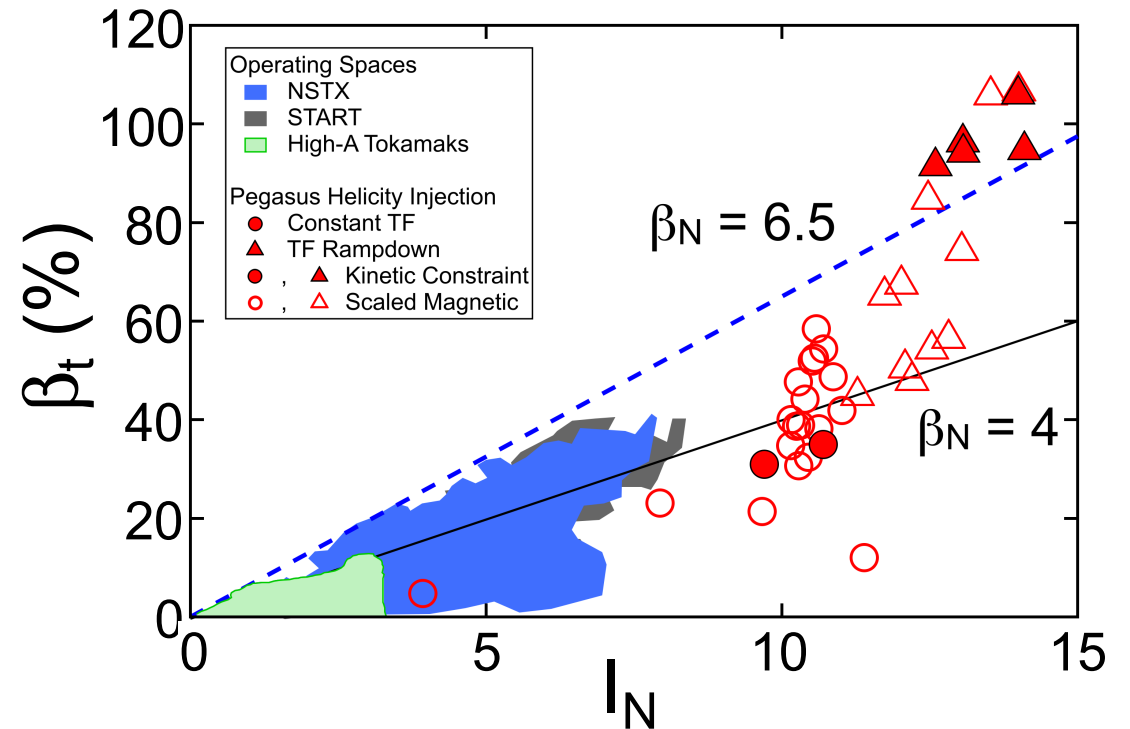 120
100
80
60
40
20
0
0
5
10
15
βt (%)
IN
Operating Spaces
NSTX
START
High-A Tokamaks
Pegasus Helicity Injection
Constant TF
TF Rampdown
, Kinetic Constraint
, Scaled Magnetic
βN = 6.5
βN = 4